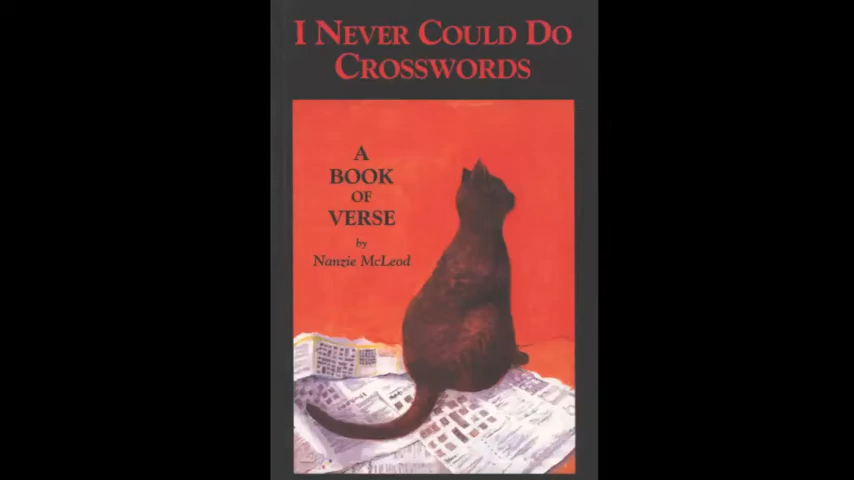 I NEVER COULD DO
CROSSWORDS
A
BOOK
OF
VERSE
by
Nanzie McLeod